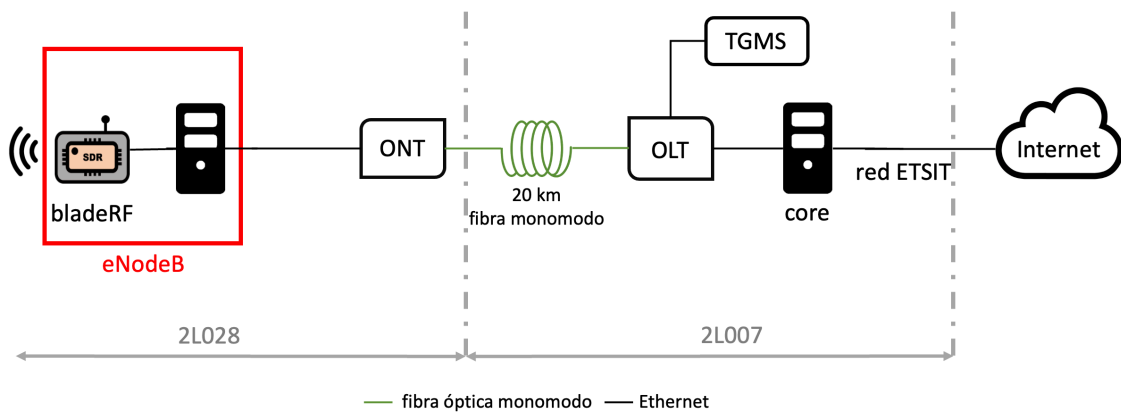 TGMS
SDR
ONT
OLT
Internet
red ETSIT
bladeRF
20 km
fibra monomodo
core
eNodeB
2L028
2L007
fibra óptica monomodo
Ethernet